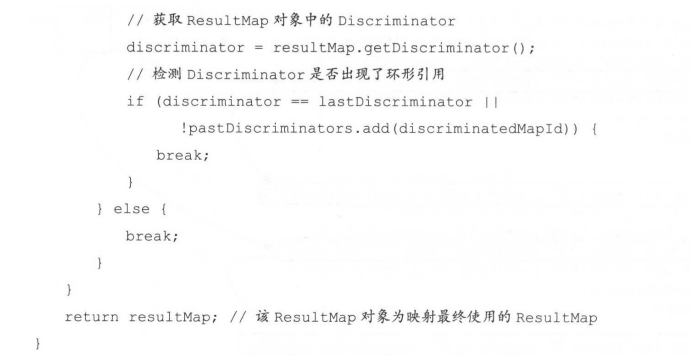 // 获取 ResultMap 对象中的 Discriminator
discriminator = resultMap.getDiscriminator();
// 检测 Discriminator 是否出现了环形引用
if (discriminator == lastDiscriminator ||
!pastDiscriminators.add(discriminatedMapId)) {
break;
}
} else {
break;
}
}
return resultMap; // 该 ResultMap 对象为映射最终使用的 ResultMap
}